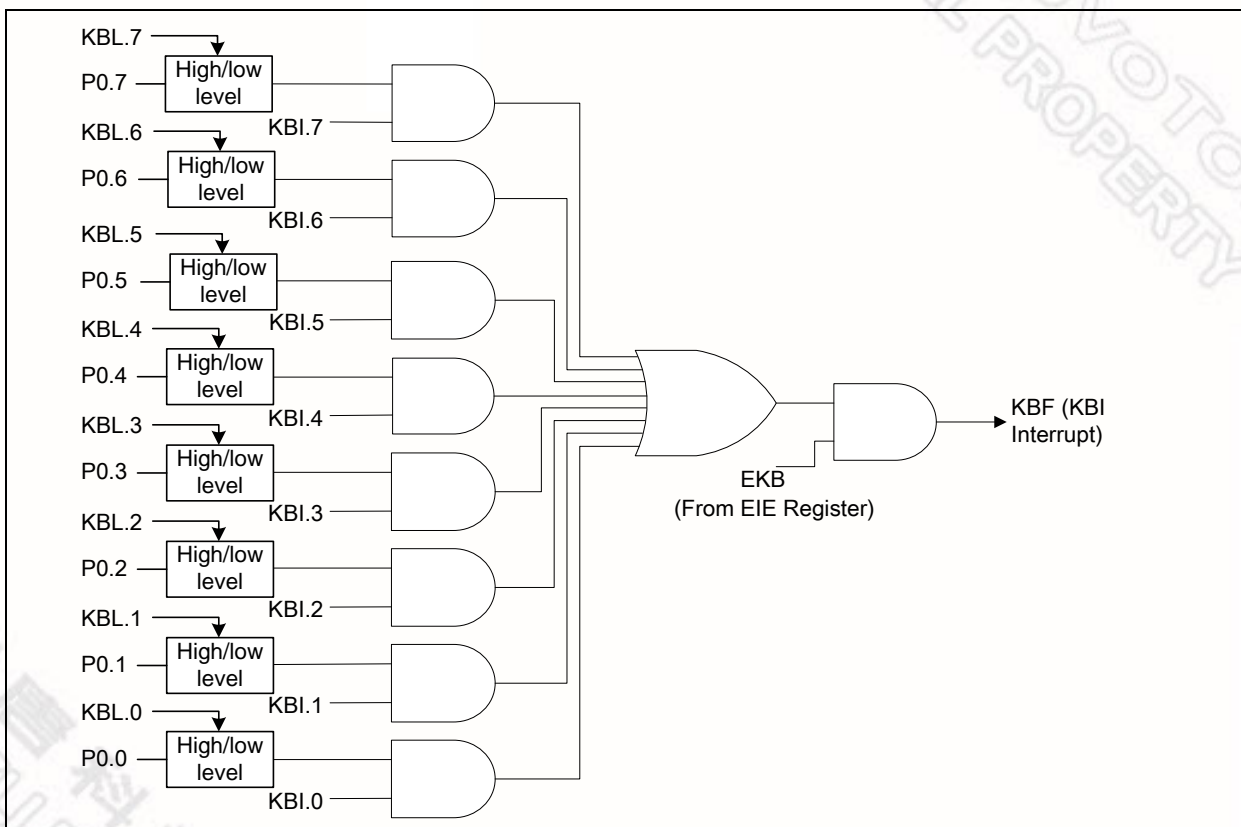 KBL.7
P0.7
High/low
level
KBI.7
KBL.6
P0.6
High/low
level
KBI.6
KBL.5
P0.5
High/low
level
KBI.5
KBL.4
P0.4
High/low
level
KBI.4
KBL.3
P0.3
High/low
level
KBI.3
KBL.2
P0.2
High/low
level
KBI.2
KBL.1
P0.1
High/low
level
KBI.1
KBL.0
P0.0
High/low
level
KBI.0
EKB
(From EIE Register)
KBF (KBI
Interrupt)
PROPERTY